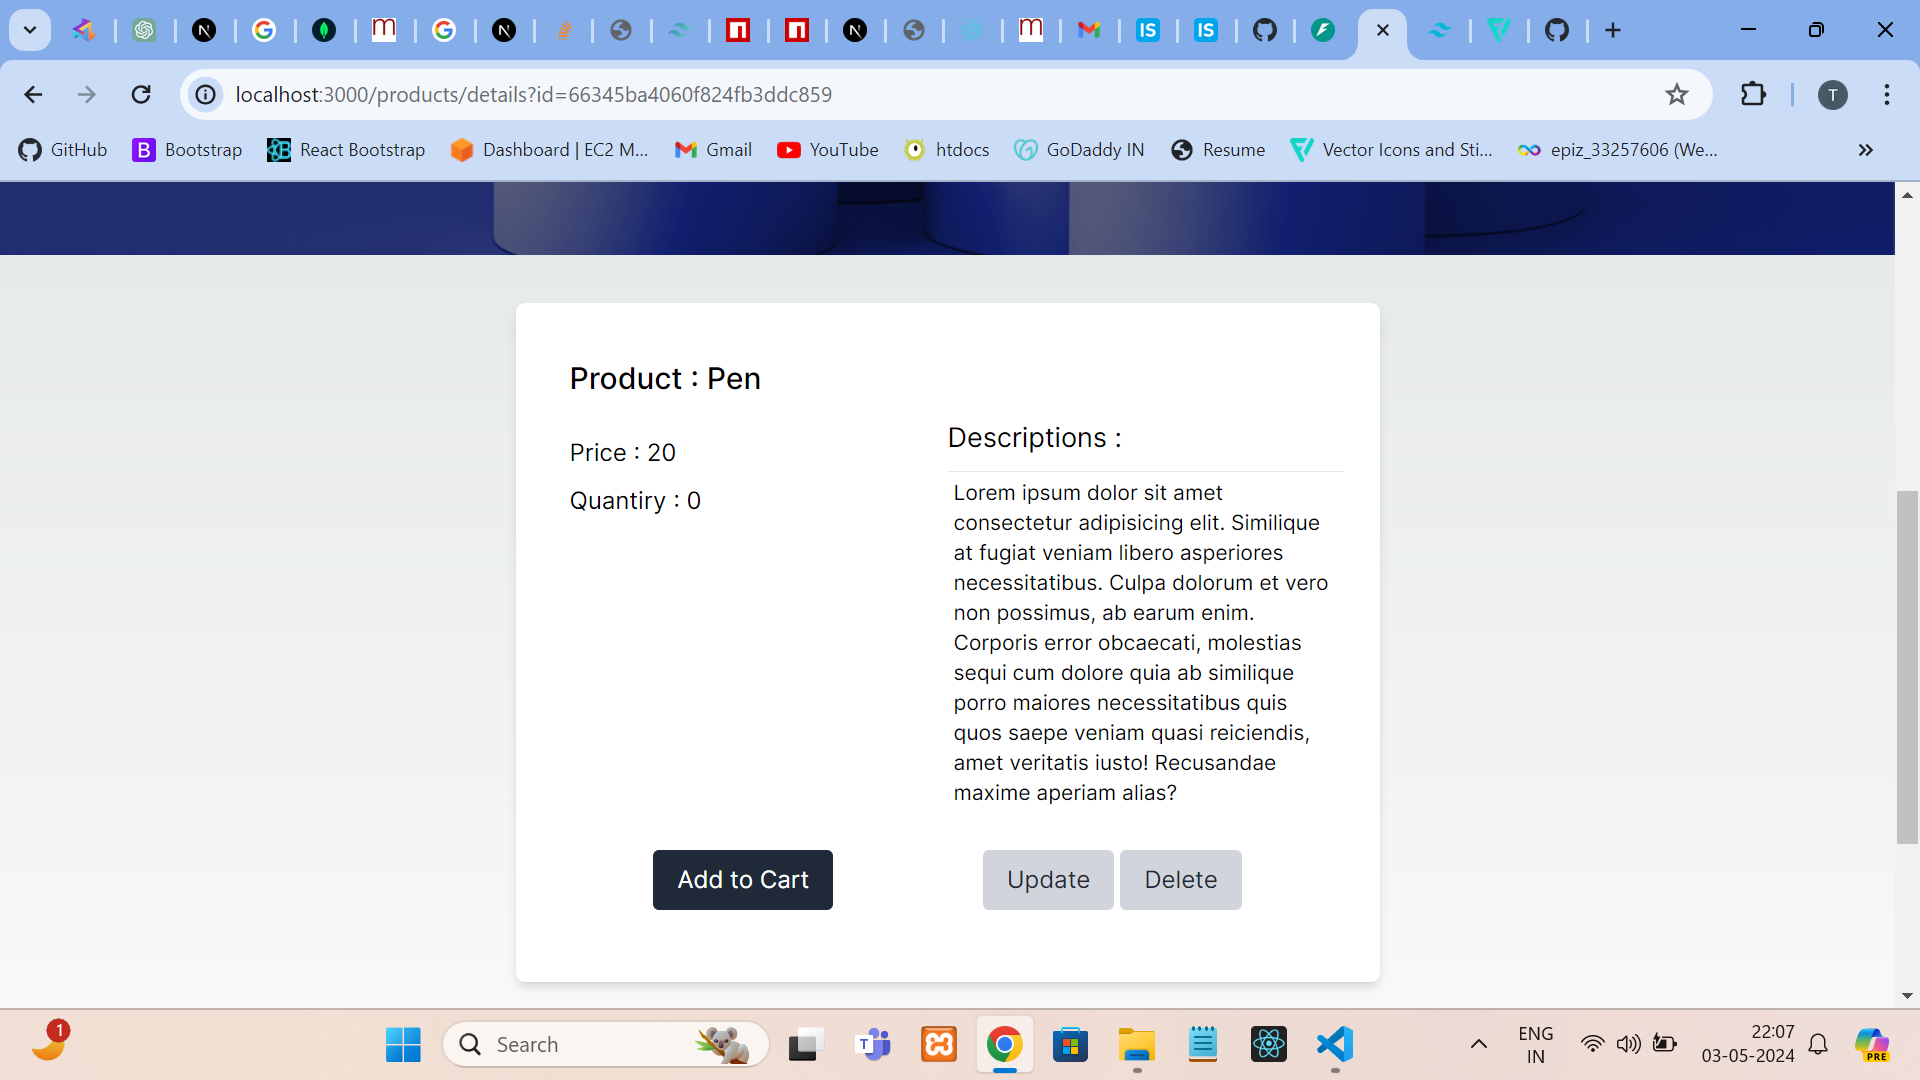 localhost:3000/products/details?id=66345ba4060f824fb3ddc859
T
GitHub
Bootstrap
React Bootstrap
Dashboard | EC2 M...
Gmail
YouTube
htdocs
GoDaddy IN
Resume
Vector Icons and Sti...
epiz_33257606 (We...
Product : Pen
Price : 20
Quantiry : 0
Descriptions :
Lorem ipsum dolor sit amet
consectetur adipisicing elit. Similique
at fugiat veniam libero asperiores
necessitatibus. Culpa dolorum et vero
non possimus, ab earum enim.
Corporis error obcaecati, molestias
sequi cum dolore quia ab similique
porro maiores necessitatibus quis
quos saepe veniam quasi reiciendis,
amet veritatis iusto! Recusandae
maxime aperiam alias?
Add to Cart
Update
Delete
1
Search
ENG
IN
22:07
03-05-2024
PRE